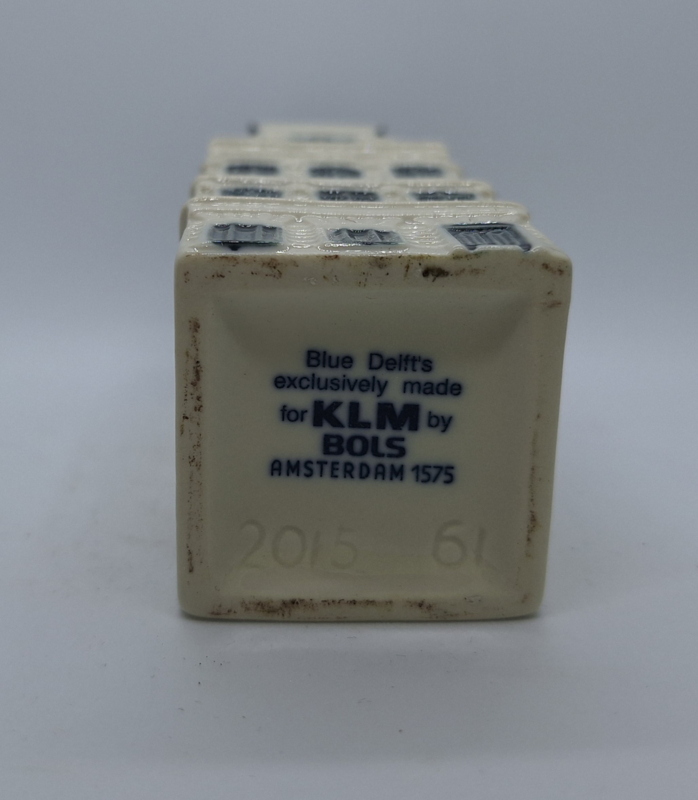 Blue Delft's
exclusively made
for KLM by
BOLS
AMSTERDAM 1575
2015 61